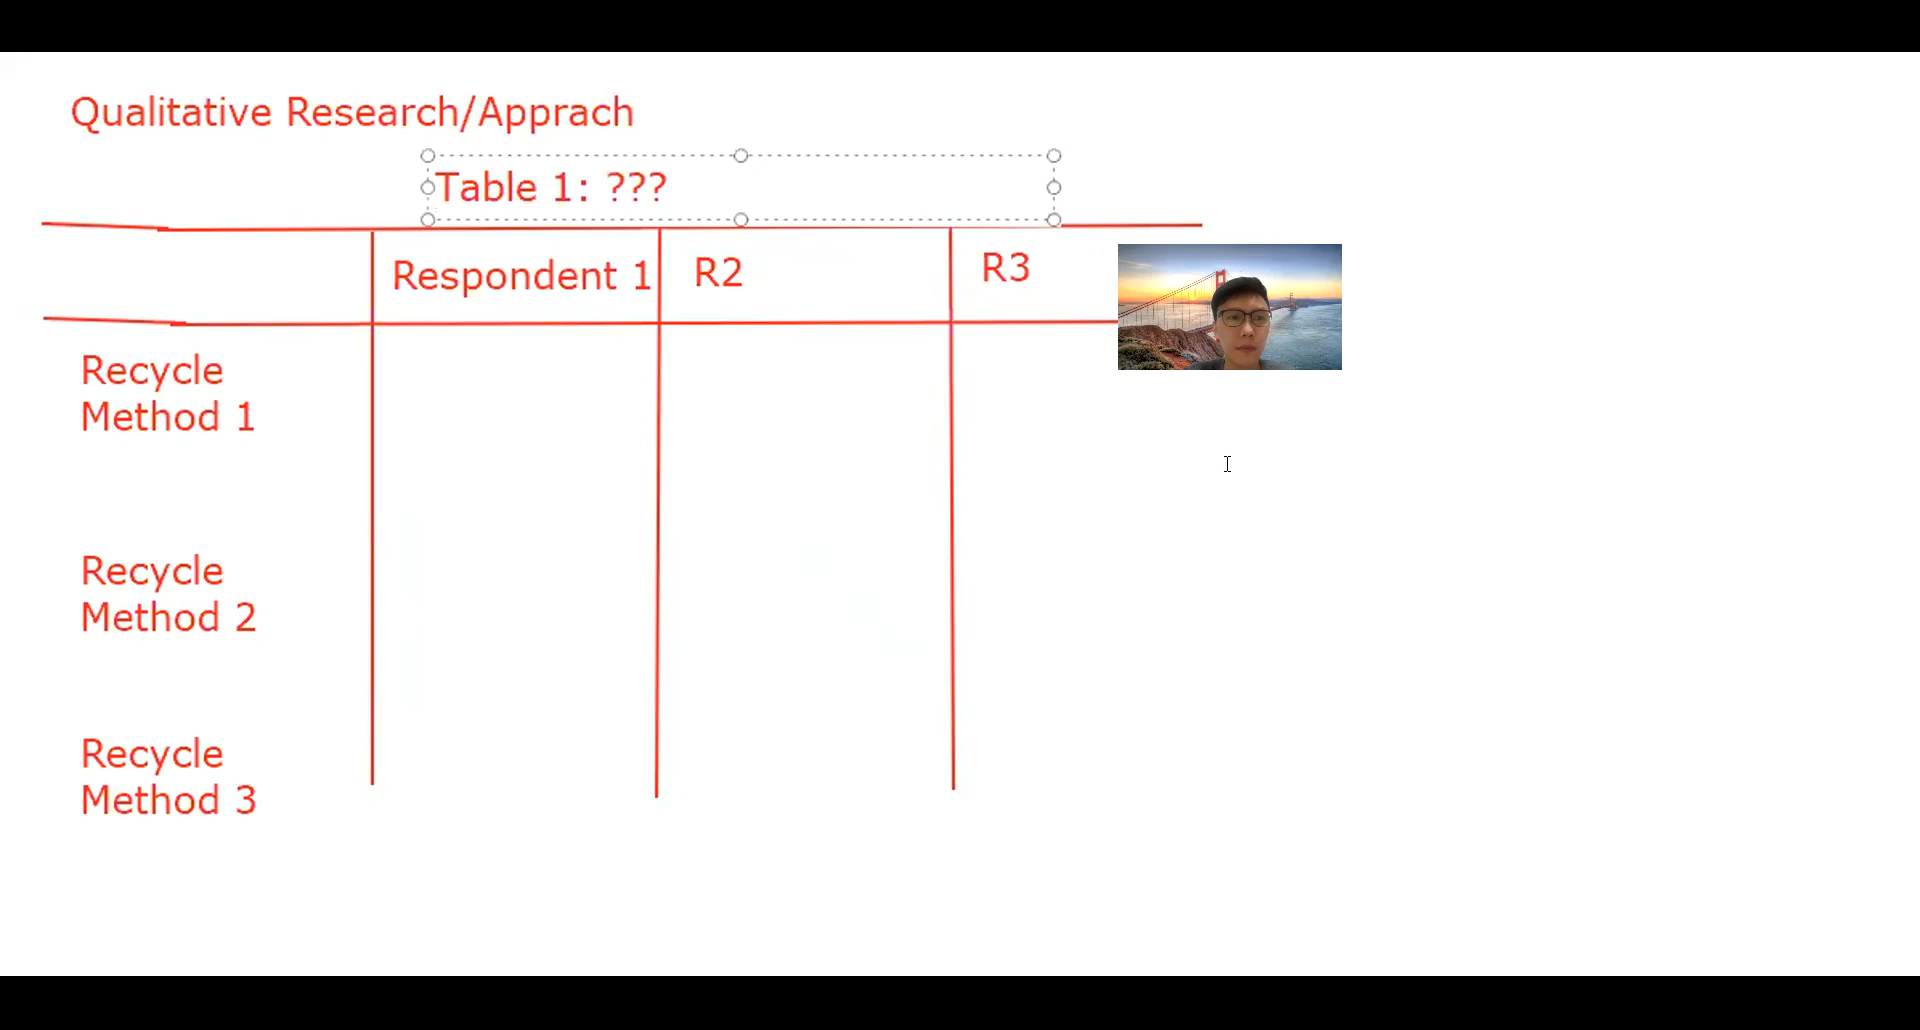 Qualitative Research/Apprach
Table 1: ???
Respondent 1 R2 R3
Recycle
Method 1
Recycle
Method 2
Recycle
Method 3